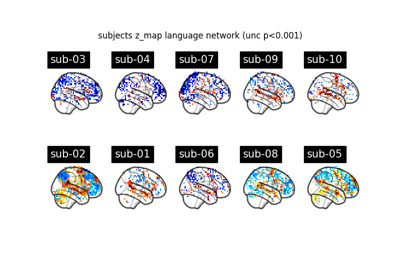 subjects z_map language network (unc p<0.001)
sub-03 sub-04 sub-07 sub-09 sub-10
sub-02 sub-01 sub-06 sub-08 sub-05